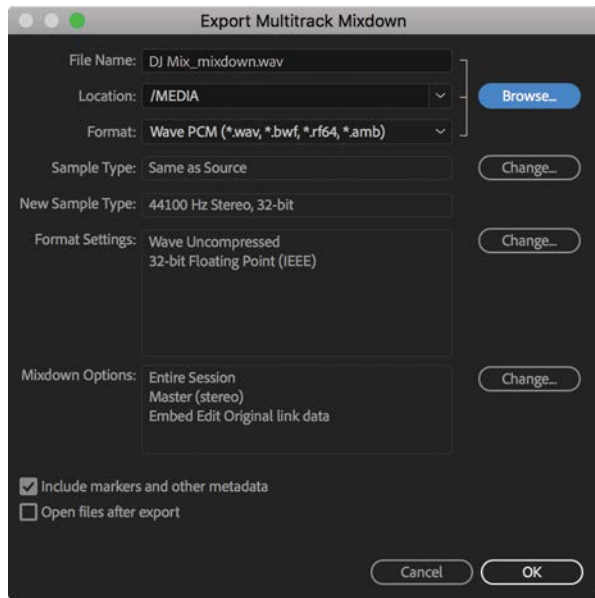 Export Multitrack Mixdown
File Name: DJ Mix_mixdown.wav
Location: /MEDIA
Browse...
Format: Wave PCM (*.wav, *.bwf, *.rf64, *.amb)
Sample Type: Same as Source
Change...
New Sample Type: 44100 Hz Stereo, 32-bit
Format Settings: Wave Uncompressed
Change...
32-bit Floating Point (IEEE)
Mixdown Options: Entire Session
Change...
Master (stereo)
Embed Edit Original link data
Include markers and other metadata
Open files after export
Cancel
OK